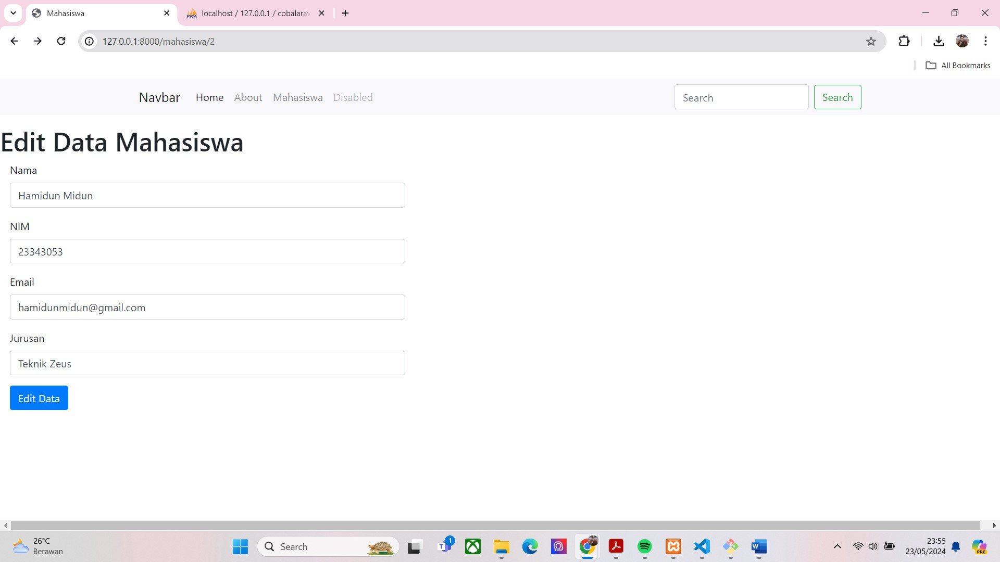 Mahasiswa
localhost / 127.0.0.1 / cobalarav
127.0.0.1:8000/mahasiswa/2
All Bookmarks
Navbar Home About Mahasiswa Disabled Search Search
Edit Data Mahasiswa
Nama
Hamidun Midun
NIM
23343053
Email
hamidunmidun@gmail.com
Jurusan
Teknik Zeus
Edit Data
26°C
Berawan
Search
1
23:55
23/05/2024
PRE